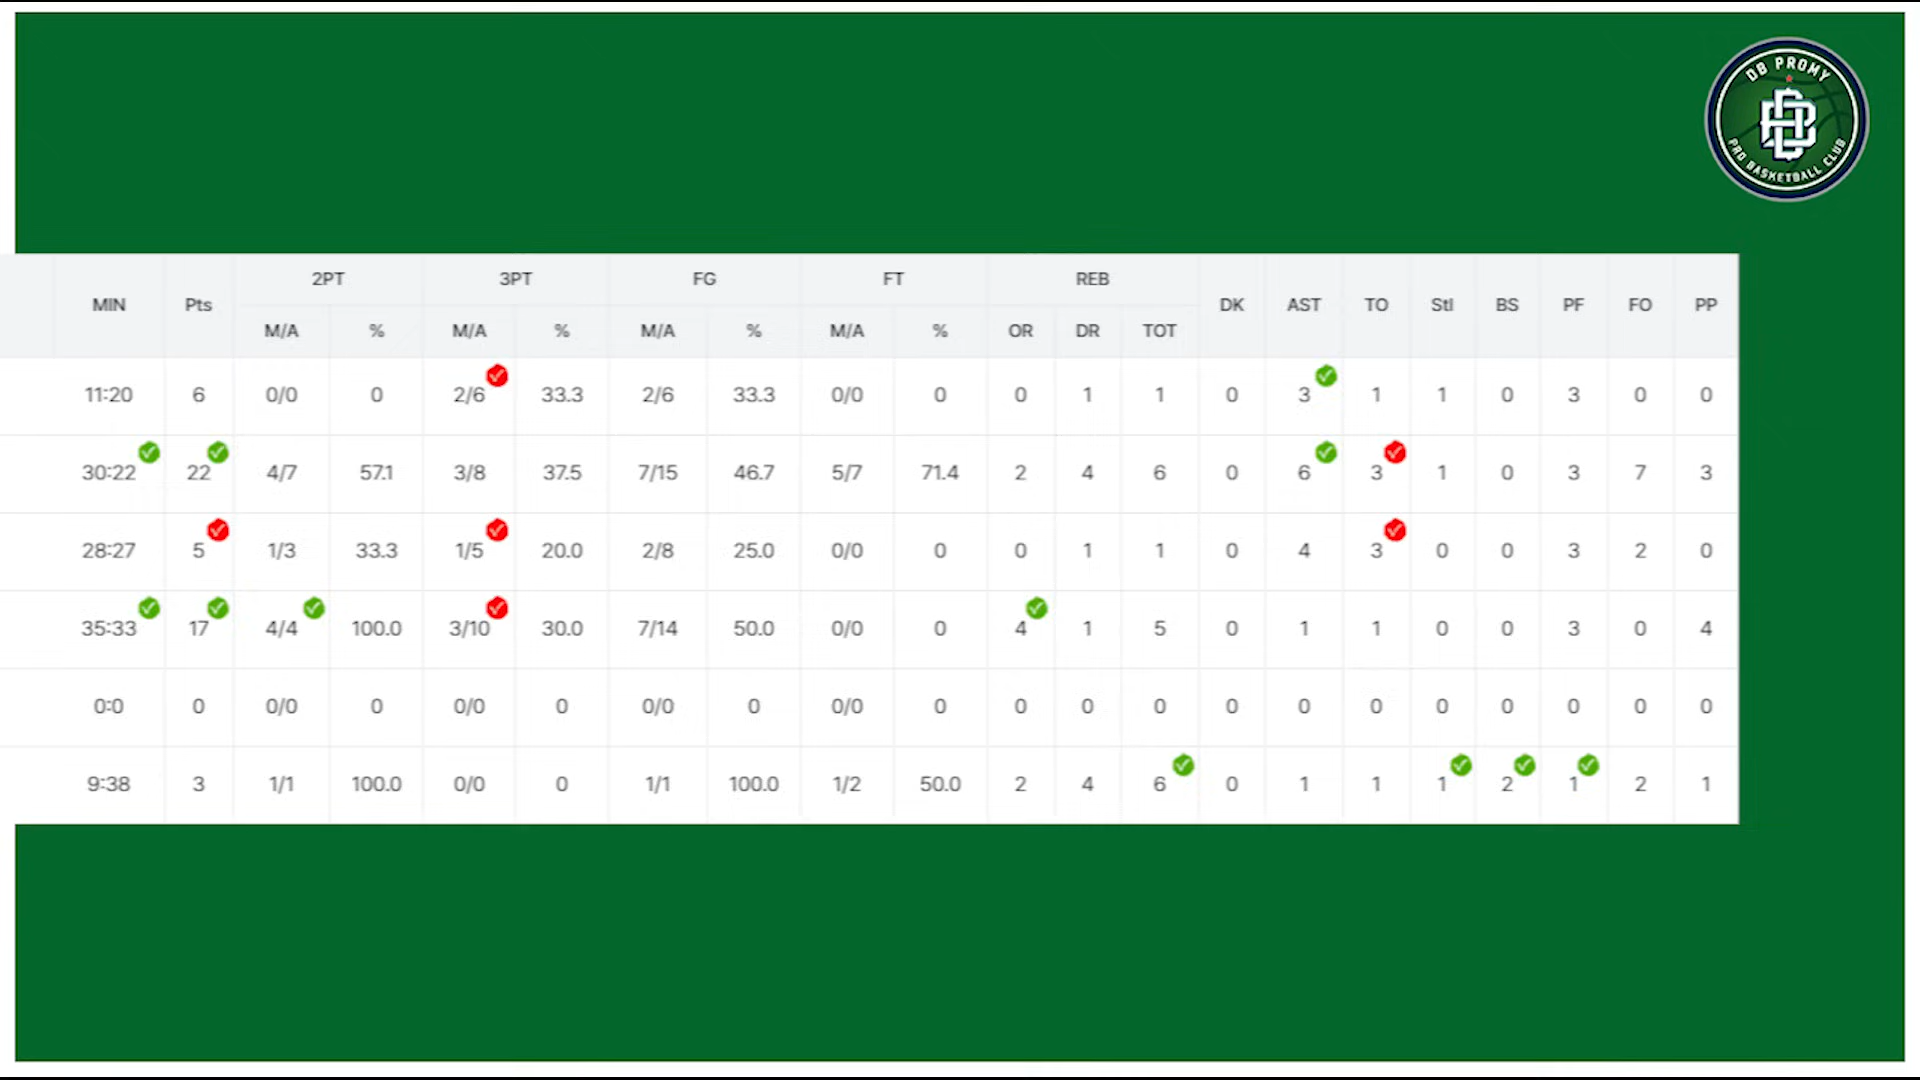 DB PROMY
DB
PRO BASKETBALL CLUB
MIN Pts 2PT 3PT FG FT REB DK AST TO Stl BS PF FO PP
M/A % M/A % M/A % M/A % OR DR TOT
11:20 6 0/0 0 2/6 33.3 2/6 33.3 0/0 0 0 1 1 0 3 1 1 0 3 0 0
30:22 22 4/7 57.1 3/8 37.5 7/15 46.7 5/7 71.4 2 4 6 0 6 3 1 0 3 7 3
28:27 5 1/3 33.3 1/5 20.0 2/8 25.0 0/0 0 0 1 1 0 4 3 0 0 3 2 0
35:33 17 4/4 100.0 3/10 30.0 7/14 50.0 0/0 0 4 1 5 0 1 1 0 0 3 0 4
0:0 0 0/0 0 0/0 0 0/0 0 0/0 0 0 0 0 0 0 0 0 0 0 0 0
9:38 3 1/1 100.0 0/0 0 1/1 100.0 1/2 50.0 2 4 6 0 1 1 1 2 1 2 1